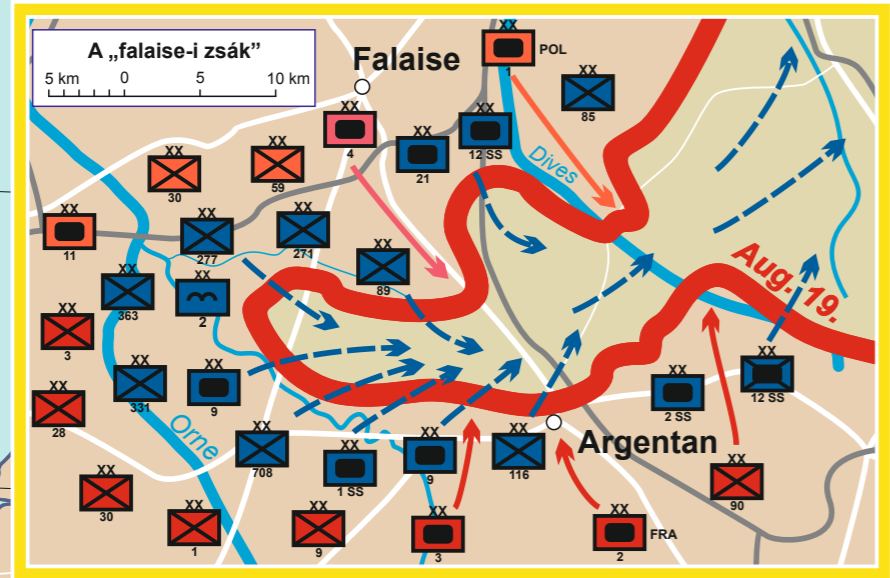 A „falaise-i zsák”
5 km 0 5 10 km
Falaise
XX
1
POL
XX
85
XX
4
XX
21
XX
12 SS
Dives
XX
30
XX
59
XX
11
XX
277
XX
271
XX
89
XX
363
XX
2
Aug. 19.
XX
3
XX
331
XX
9
XX
2 SS
XX
12 SS
XX
28
Orne
XX
708
XX
1 SS
XX
9
XX
116
Argentan
XX
30
XX
1
XX
9
XX
3
XX
2
FRA
XX
90